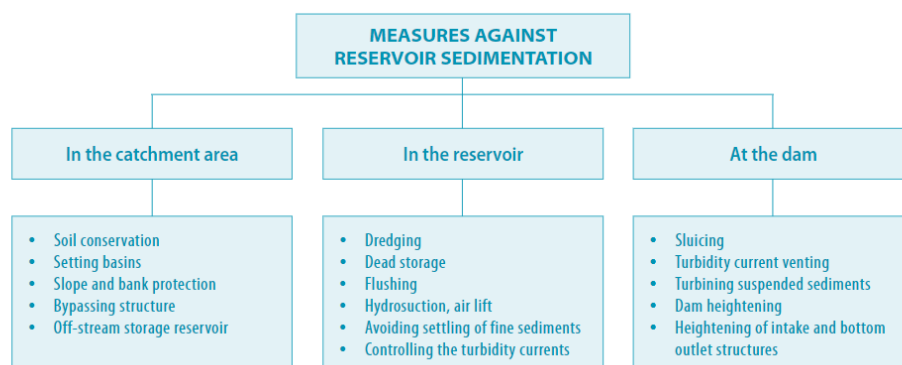 MEASURES AGAINST
RESERVOIR SEDIMENTATION
In the catchment area
• Soil conservation
• Setting basins
• Slope and bank protection
• Bypassing structure
• Off-stream storage reservoir
In the reservoir
• Dredging
• Dead storage
• Flushing
• Hydrosuction, air lift
• Avoiding settling of fine sediments
• Controlling the turbidity currents
At the dam
• Sluicing
• Turbidity current venting
• Turbining suspended sediments
• Dam heightening
• Heightening of intake and bottom
outlet structures